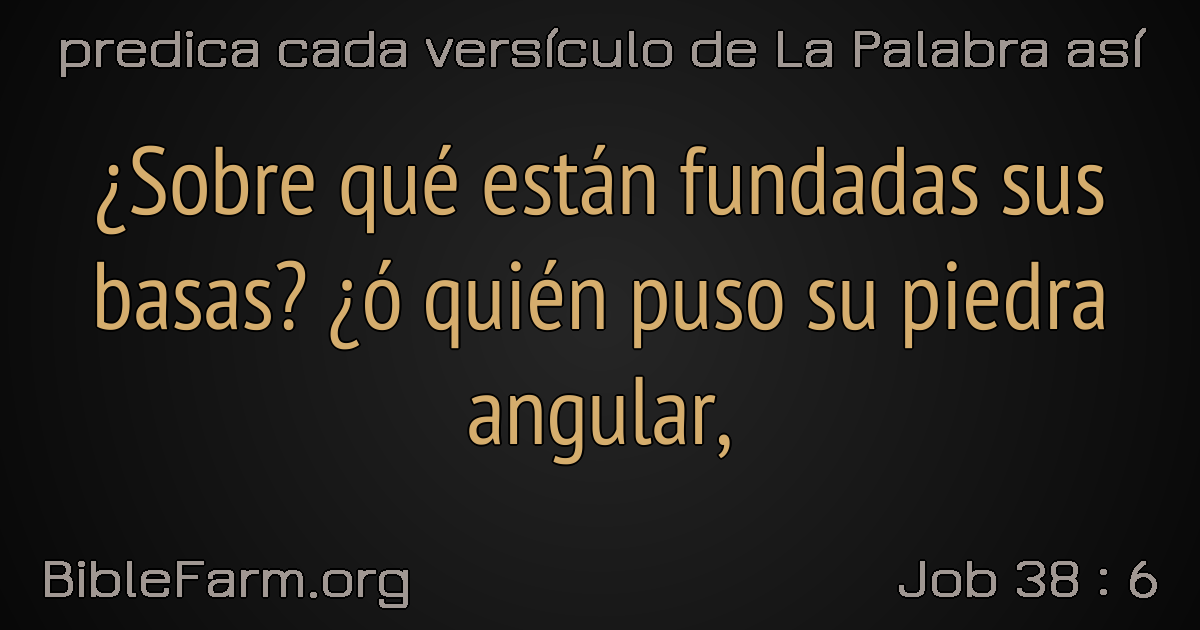 predica cada versículo de La Palabra así
¿Sobre qué están fundadas sus
basas? ¿ó quién puso su piedra
angular,
BibleFarm.org
Job 38 : 6